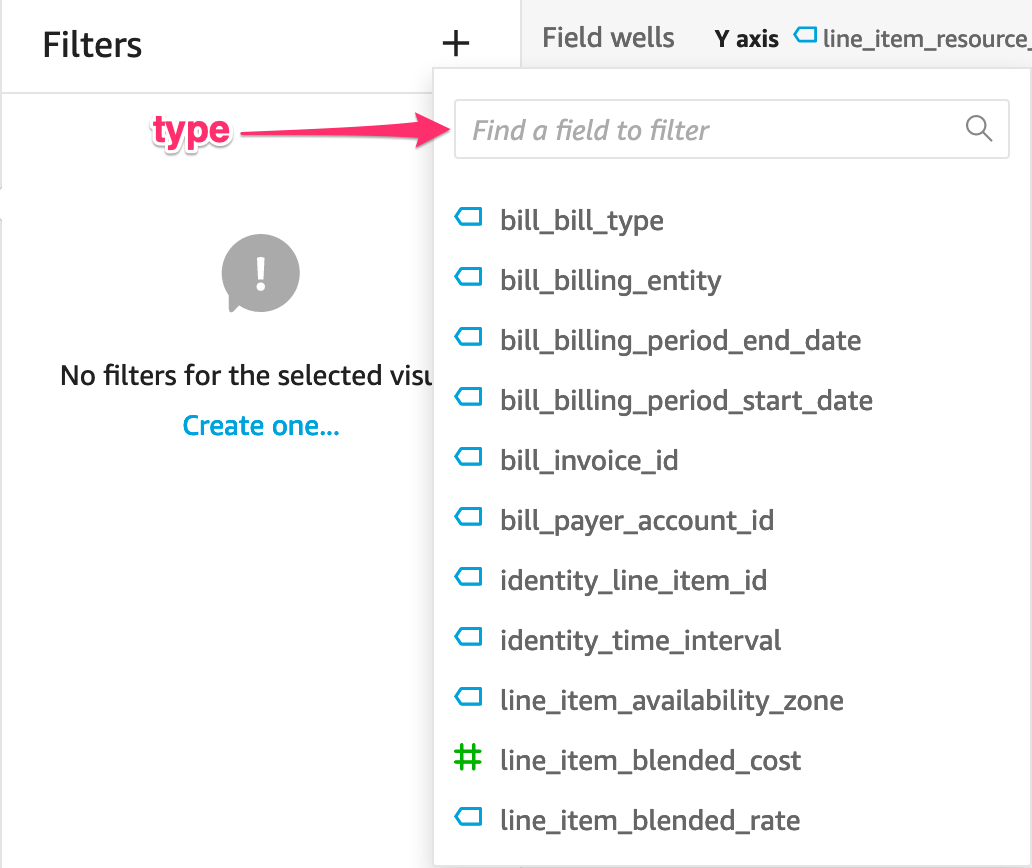 Filters
Field wells Y axis line_item_resource_
type
Find a field to filter
bill_bill_type
bill_billing_entity
bill_billing_period_end_date
bill_billing_period_start_date
bill_invoice_id
bill_payer_account_id
identity_line_item_id
identity_time_interval
line_item_availability_zone
line_item_blended_cost
line_item_blended_rate
No filters for the selected visu
Create one...